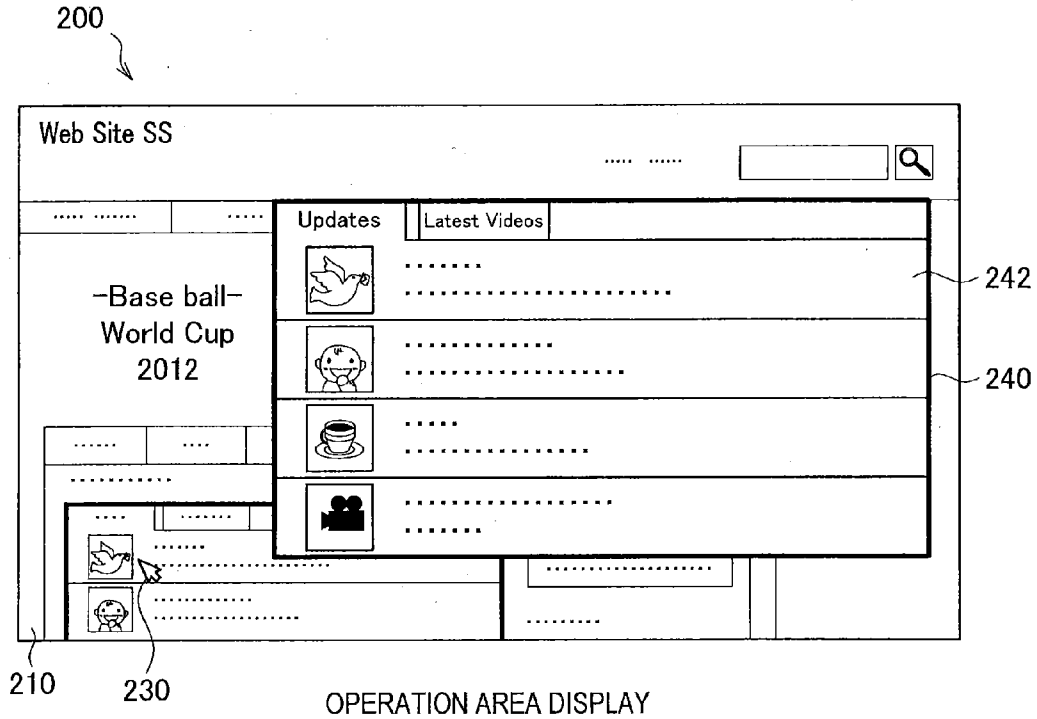 200
Web Site SS
Updates
Latest Videos
242
-Base ball-
World Cup
2012
240
210
230
OPERATION AREA DISPLAY